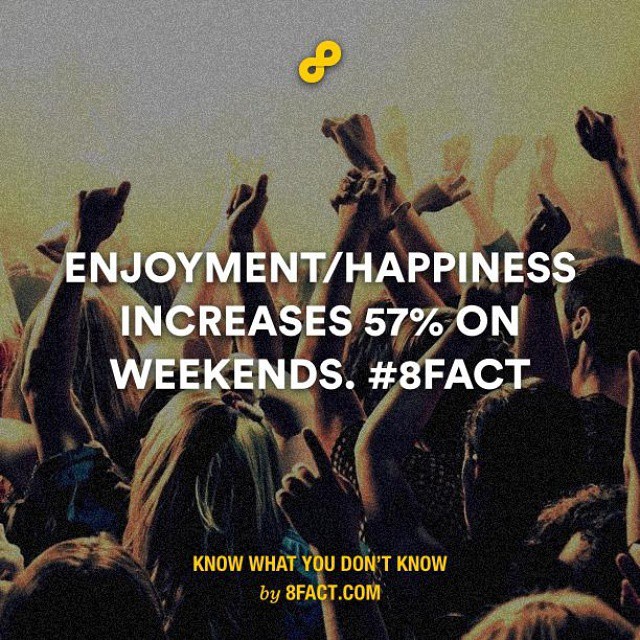 ENJOYMENT/HAPPINESS
INCREASES 57% ON
WEEKENDS. #8FACT
KNOW WHAT YOU DON'T KNOW
by 8FACT.COM